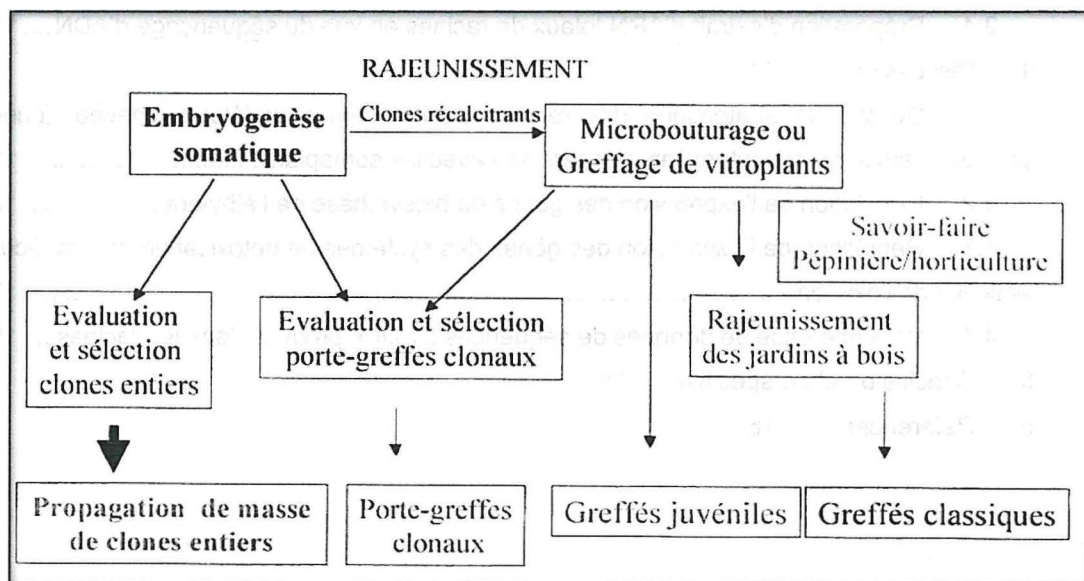 RAJEUNISSEMENT
Embryogenèse
somatique
Clones récalcitrants
Microbouturage ou
Greffage de vitroplants
Savoir-faire
Pépinière/horticulture
Evaluation
et sélection
clones entiers
Evaluation et sélection
porte-greffes clonaux
Rajeunissement
des jardins à bois
Propagation de masse
de clones entiers
Porte-greffes
clonaux
Greffés juvéniles
Greffés classiques